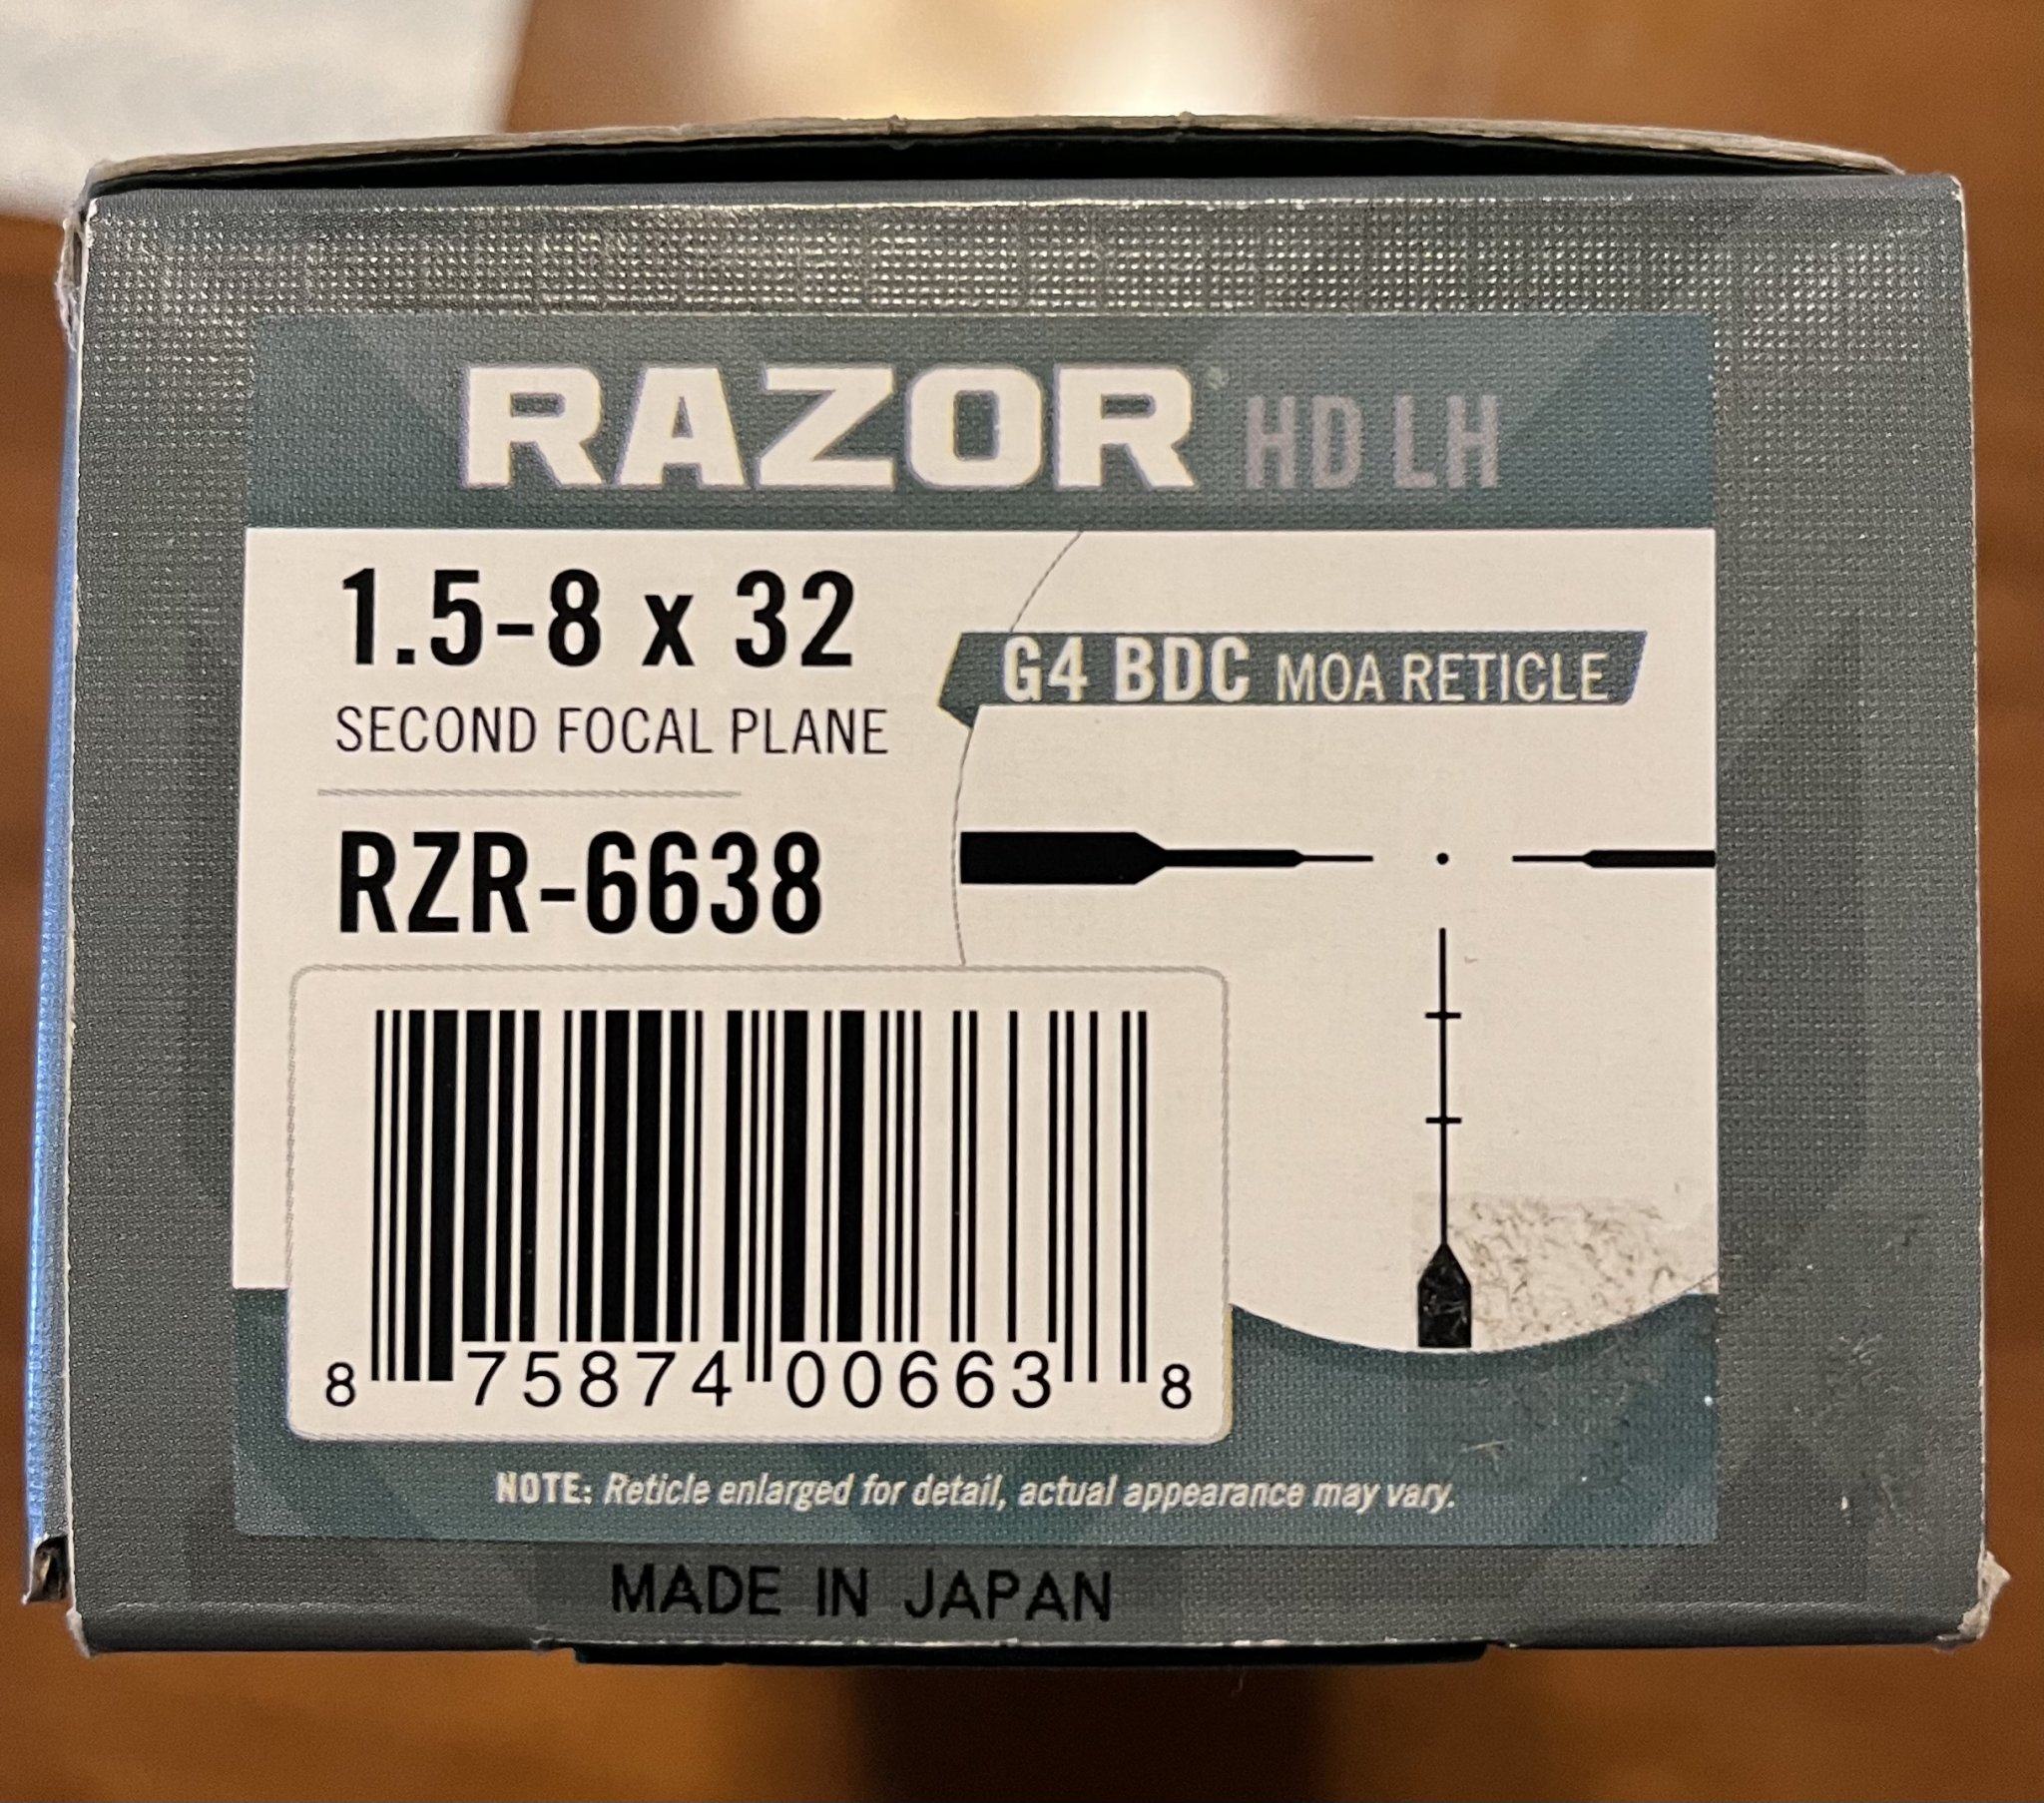 RAZOR® HD LH
1.5-8 x 32
SECOND FOCAL PLANE
G4 BDC MOA RETICLE
RZR-6638
8 75874 00663 8
NOTE: Reticle enlarged for detail, actual appearance may vary.
MADE IN JAPAN